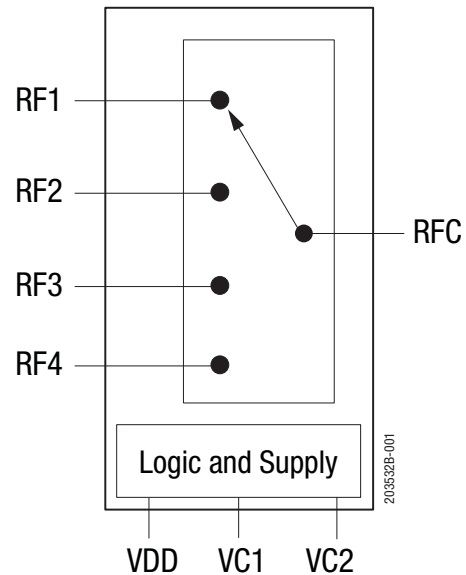 RF1
RF2
RFC
RF3
RF4
Logic and Supply
203532B-001
VDD VC1 VC2